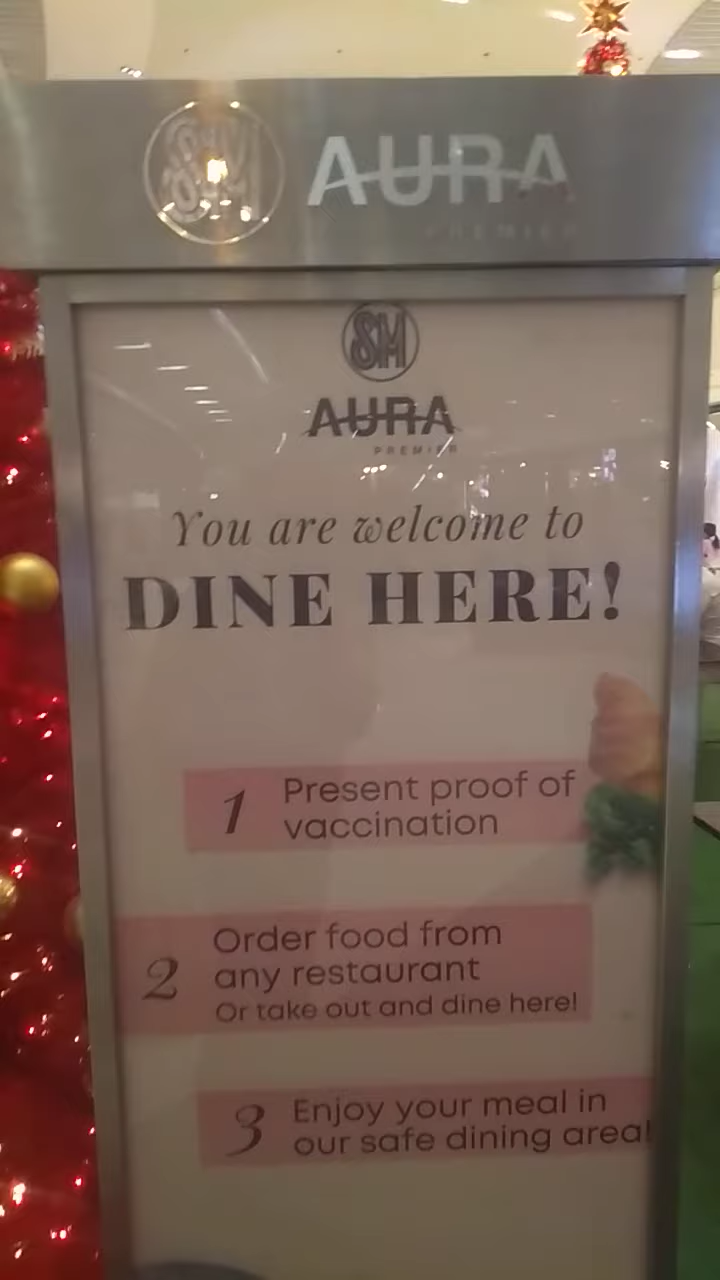 SM AURA
PREMIER
SM
AURA
PREMIER
You are welcome to
DINE HERE!
1 Present proof of
vaccination
2 Order food from
any restaurant
Or take out and dine here!
3 Enjoy your meal in
our safe dining area!